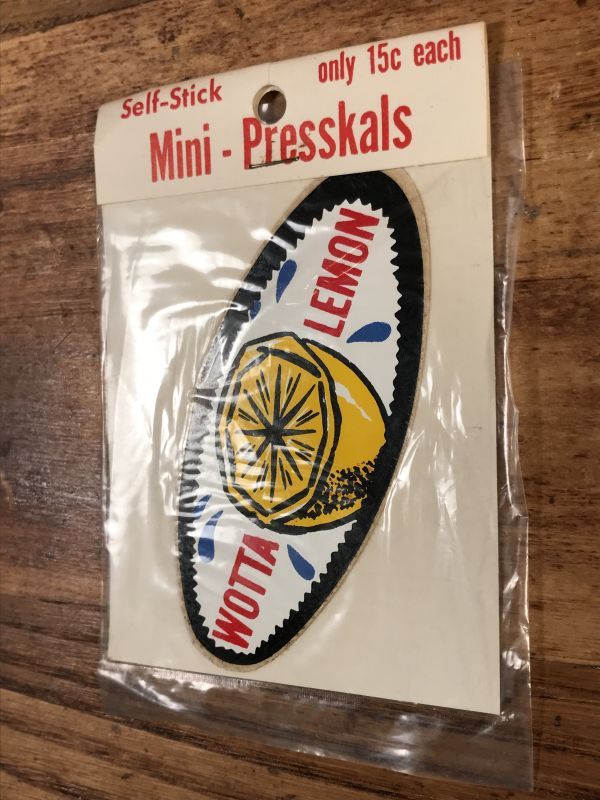 Self-Stick
only 15c each
Mini - Presskals
WOTTA
LEMON